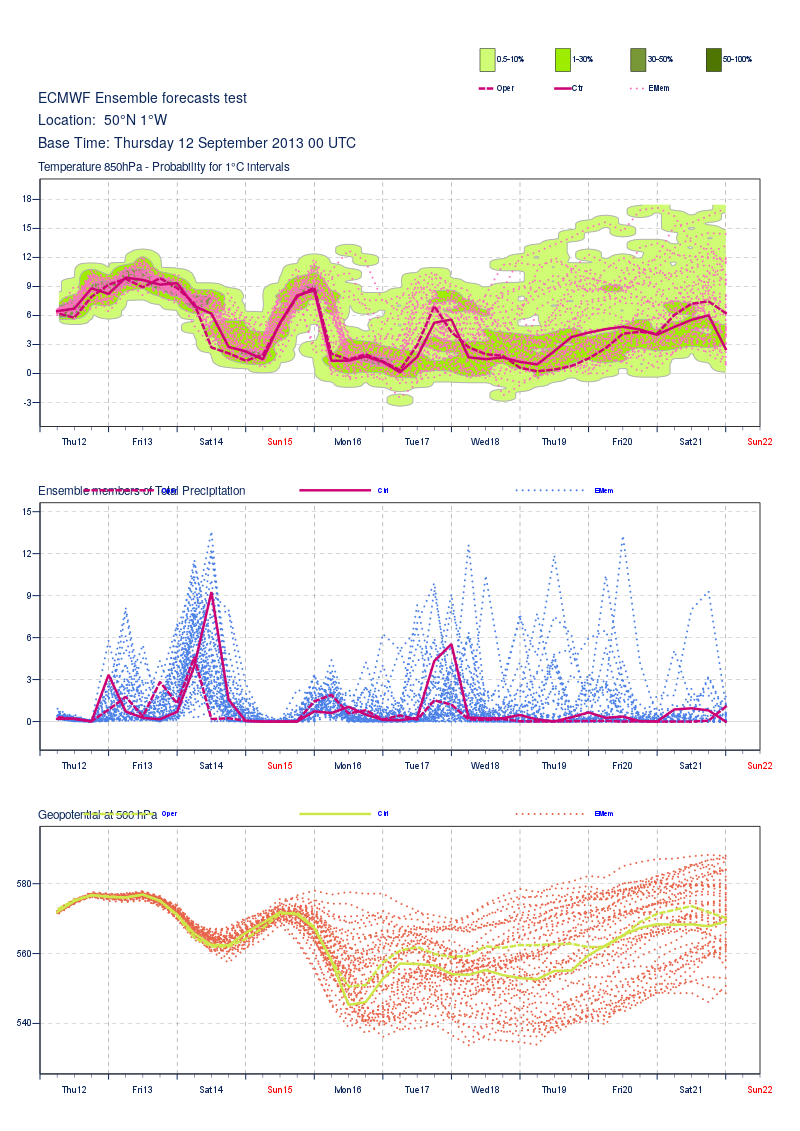 0.5-10% 1-30% 30-50% 50-100%
Oper Ctr EMem
ECMWF Ensemble forecasts test
Location: 50°N 1°W
Base Time: Thursday 12 September 2013 00 UTC
Temperature 850hPa - Probability for 1°C intervals
18
15
12
9
6
3
0
-3
Thu12 Fri13 Sat14 Sun15 Mon16 Tue17 Wed18 Thu19 Fri20 Sat21 Sun22
Ensemble members of Total Precipitation Oper Ctrl EMem
15
12
9
6
3
0
Thu12 Fri13 Sat14 Sun15 Mon16 Tue17 Wed18 Thu19 Fri20 Sat21 Sun22
Geopotential at 500 hPa Oper Ctrl EMem
580
560
540
Thu12 Fri13 Sat14 Sun15 Mon16 Tue17 Wed18 Thu19 Fri20 Sat21 Sun22